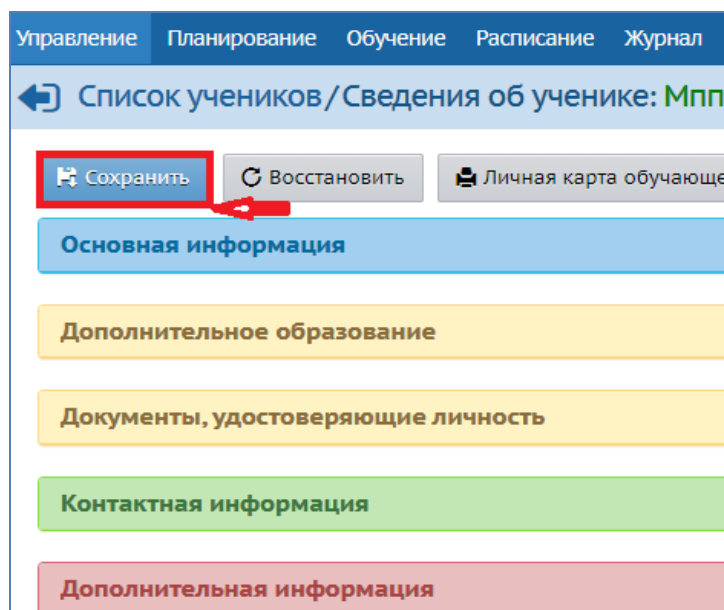 Управление Планирование Обучение Расписание Журнал
Список учеников/Сведения об ученике: Мпп
Сохранить Восстановить Личная карта обучающе
Основная информация
Дополнительное образование
Документы, удостоверяющие личность
Контактная информация
Дополнительная информация